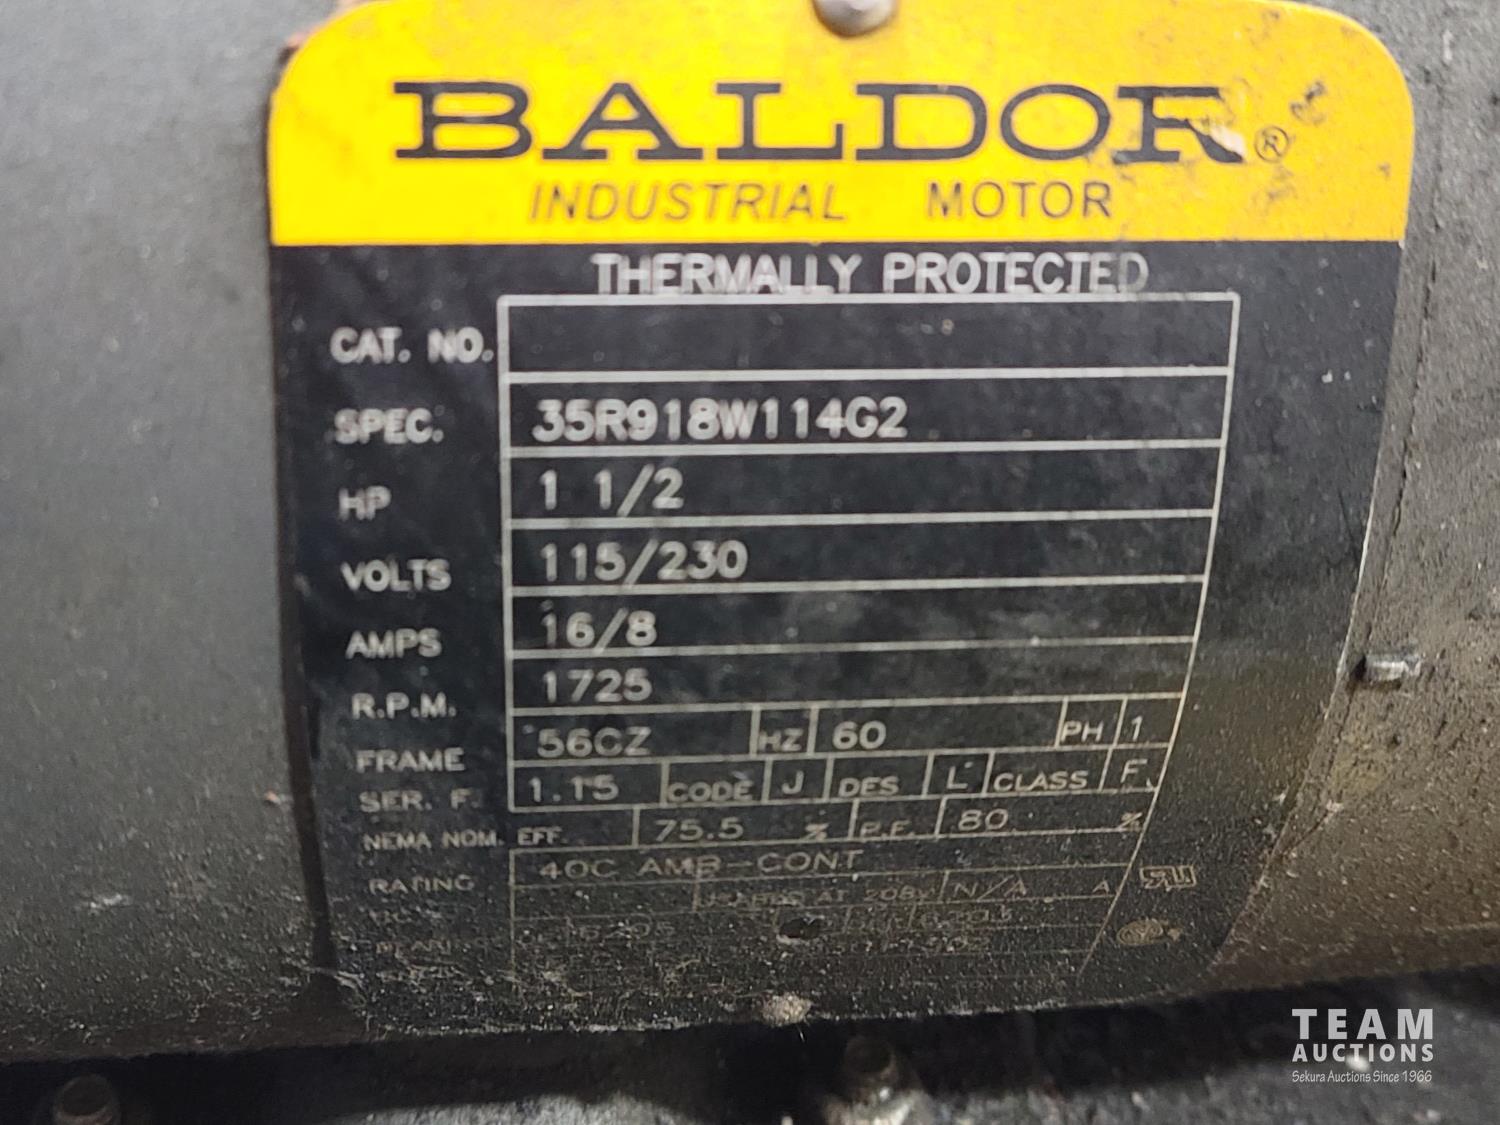 BALDOR®
INDUSTRIAL MOTOR
THERMALLY PROTECTED
CAT. NO.
SPEC. 35R918W114G2
HP 1 1/2
VOLTS 115/230
AMPS 16/8
R.P.M. 1725
FRAME 56CZ HZ 60 PH 1
SER. F. 1.15 CODE J DES L CLASS F
NEMA NOM. EFF. 75.5 % P.F. 80 %
RATING 40C AMB-CONT
AT 208V N/A A
TEAM
AUCTIONS
Sekura Auctions Since 1966